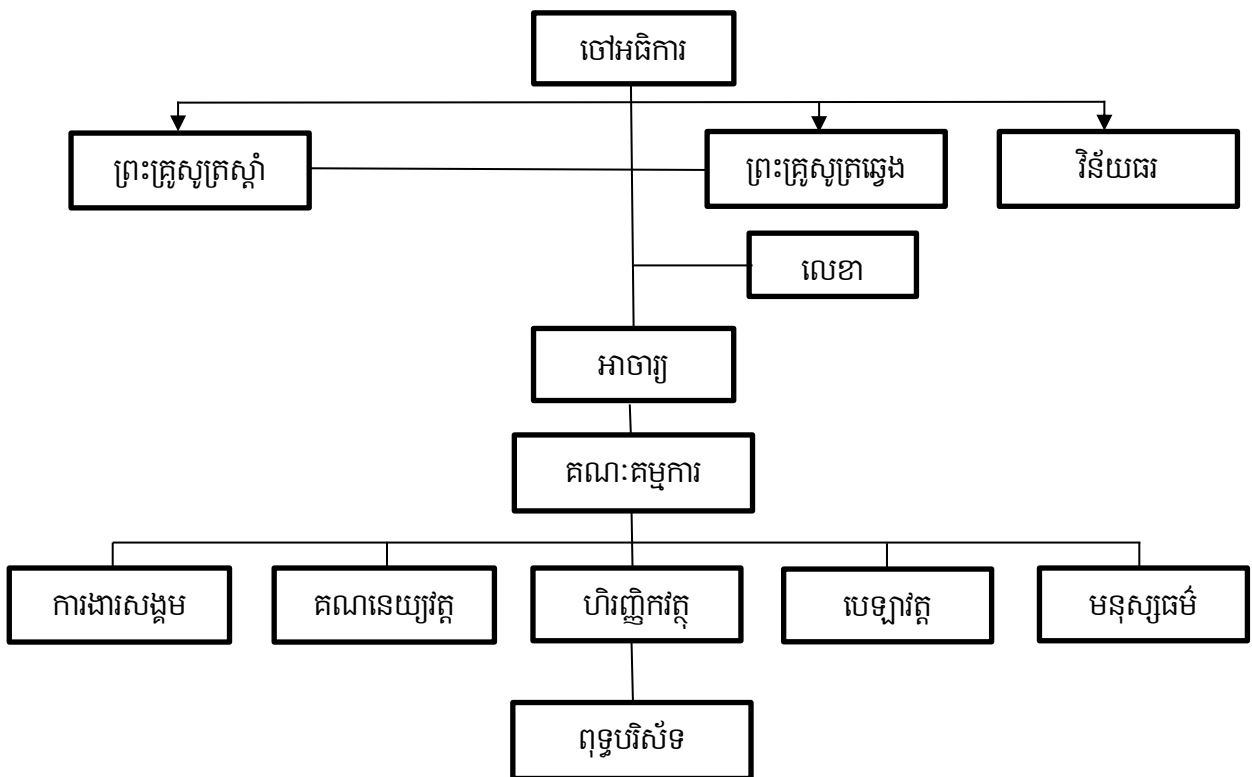 ចៅអធិការ
ព្រះគ្រូសូត្រស្ដាំ
ព្រះគ្រូសូត្រឆ្វេង
វិន័យធរ
លេខា
អាចារ្យ
គណៈគម្មការ
ការងារសង្គម
គណនេយ្យវត្ត
ហិរញ្ញិកវត្ថុ
បេឡាវត្ត
មនុស្សធម៌
ពុទ្ធបរិស័ទ